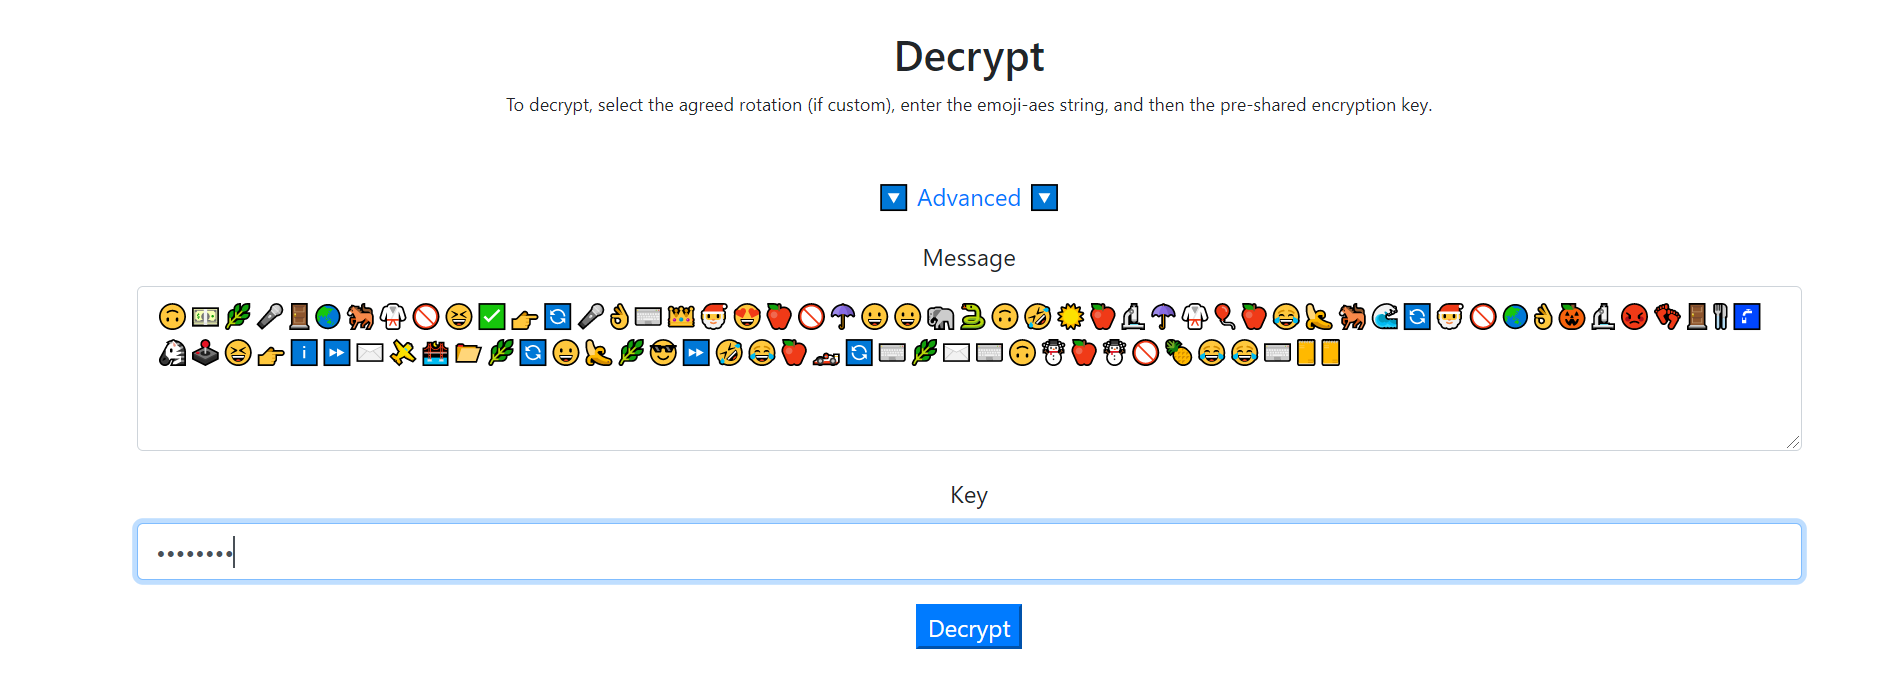 Decrypt
To decrypt, select the agreed rotation (if custom), enter the emoji-aes string, and then the pre-shared encryption key.
🔽 Advanced 🔽
Message
🙃💵🌿🎤🚪🌏🐎🥋🚫😆✅👉🔄🎤👌⌨👑🎅😍🍎🚫☂😀😀🐘🐍🙃🤣☀🍎🔬☂🥋🎈🍎😂💫🐎🌊🔄🎅🚫🌏👌🎃🔬😡👣🚪🍴🚰
🦓🕹😆👉ℹ⏩✉✖🌉📂🌿🔄😀💫🌿😎⏩🤣😂🍎🏎🔄⌨🌿✉⌨🙃☃🍎☃🚫🍍😂😂⌨🗒🗒
Key
••••••••
Decrypt